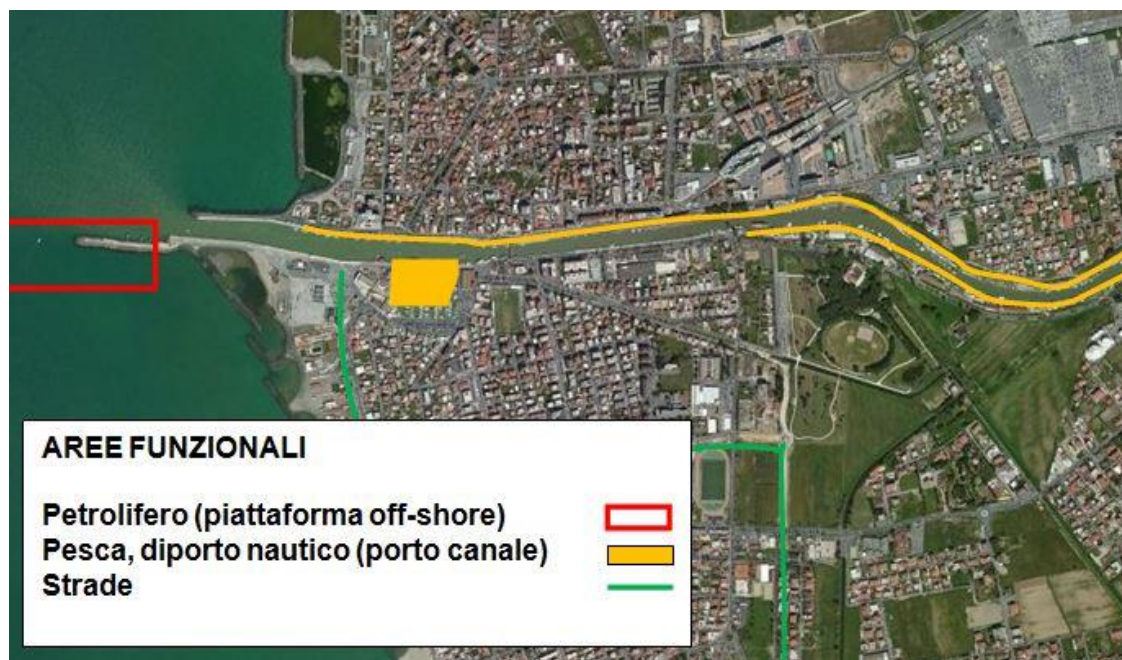 AREE FUNZIONALI
Petrolifero (piattaforma off-shore)
Pesca, diporto nautico (porto canale)
Strade